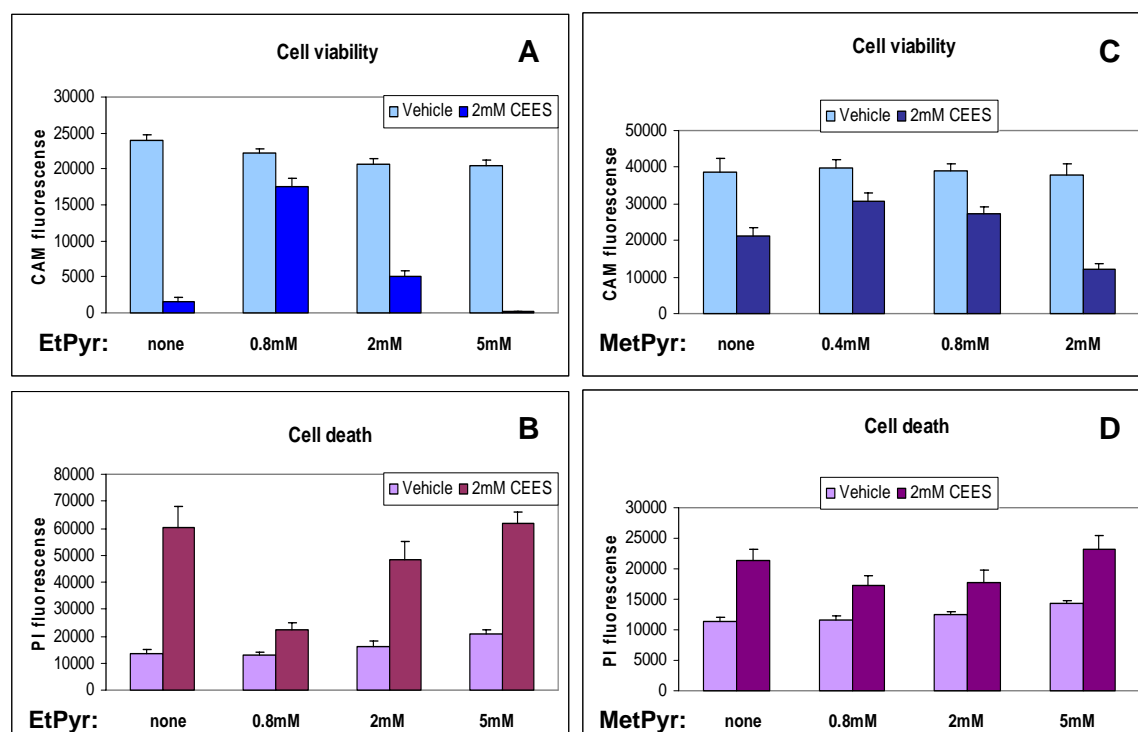 A
Cell viability
Vehicle 2mM CEES
CAM fluorescense
30000
25000
20000
15000
10000
5000
0
EtPyr: none 0.8mM 2mM 5mM
B
Cell death
Vehicle 2mM CEES
PI fluorescense
80000
70000
60000
50000
40000
30000
20000
10000
0
EtPyr: none 0.8mM 2mM 5mM
C
Cell viability
Vehicle 2mM CEES
CAM fluorescense
50000
40000
30000
20000
10000
0
MetPyr: none 0.4mM 0.8mM 2mM
D
Cell death
Vehicle 2mM CEES
PI fluorescense
30000
25000
20000
15000
10000
5000
0
MetPyr: none 0.8mM 2mM 5mM